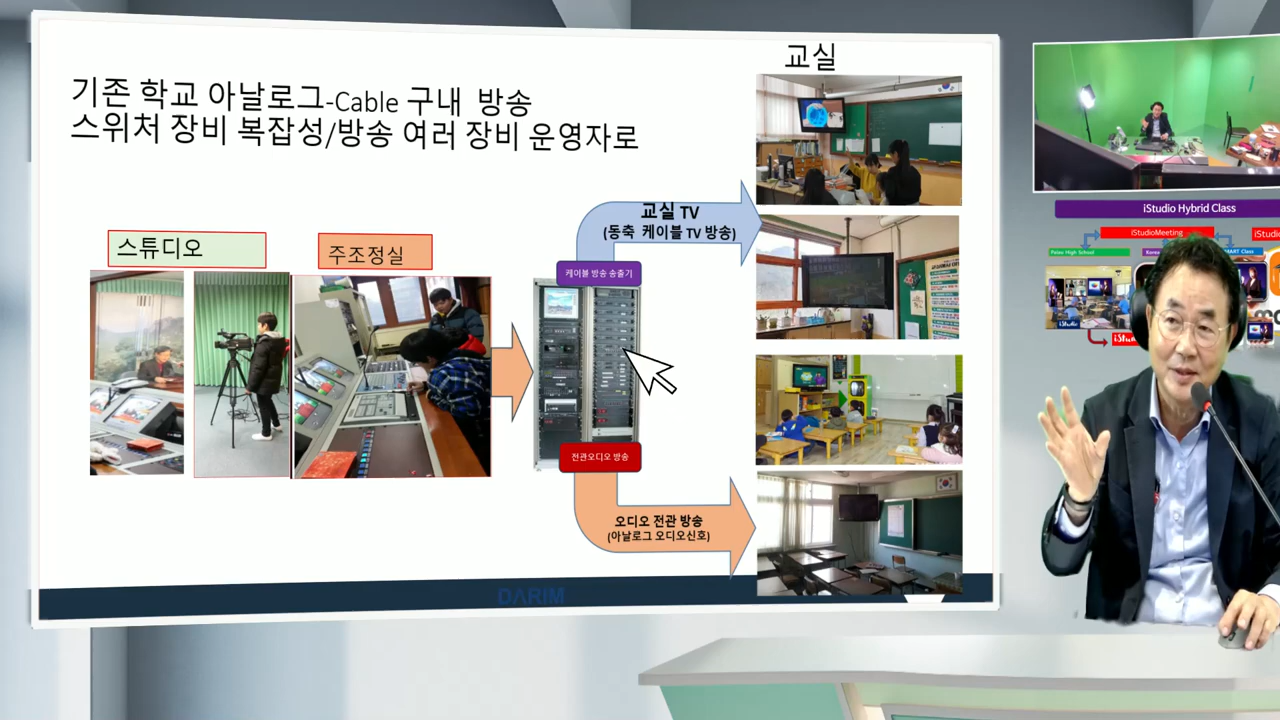 교실
기존 학교 아날로그-Cable 구내 방송
스위처 장비 복잡성/방송 여러 장비 운영자로
스튜디오
주조정실
교실 TV
(동축 케이블 TV 방송)
케이블 방송 송출기
전관오디오 방송
오디오 전관 방송
(아날로그 오디오신호)
DARIM
iStudio Hybrid Class
iStudioMeeting
iStudio